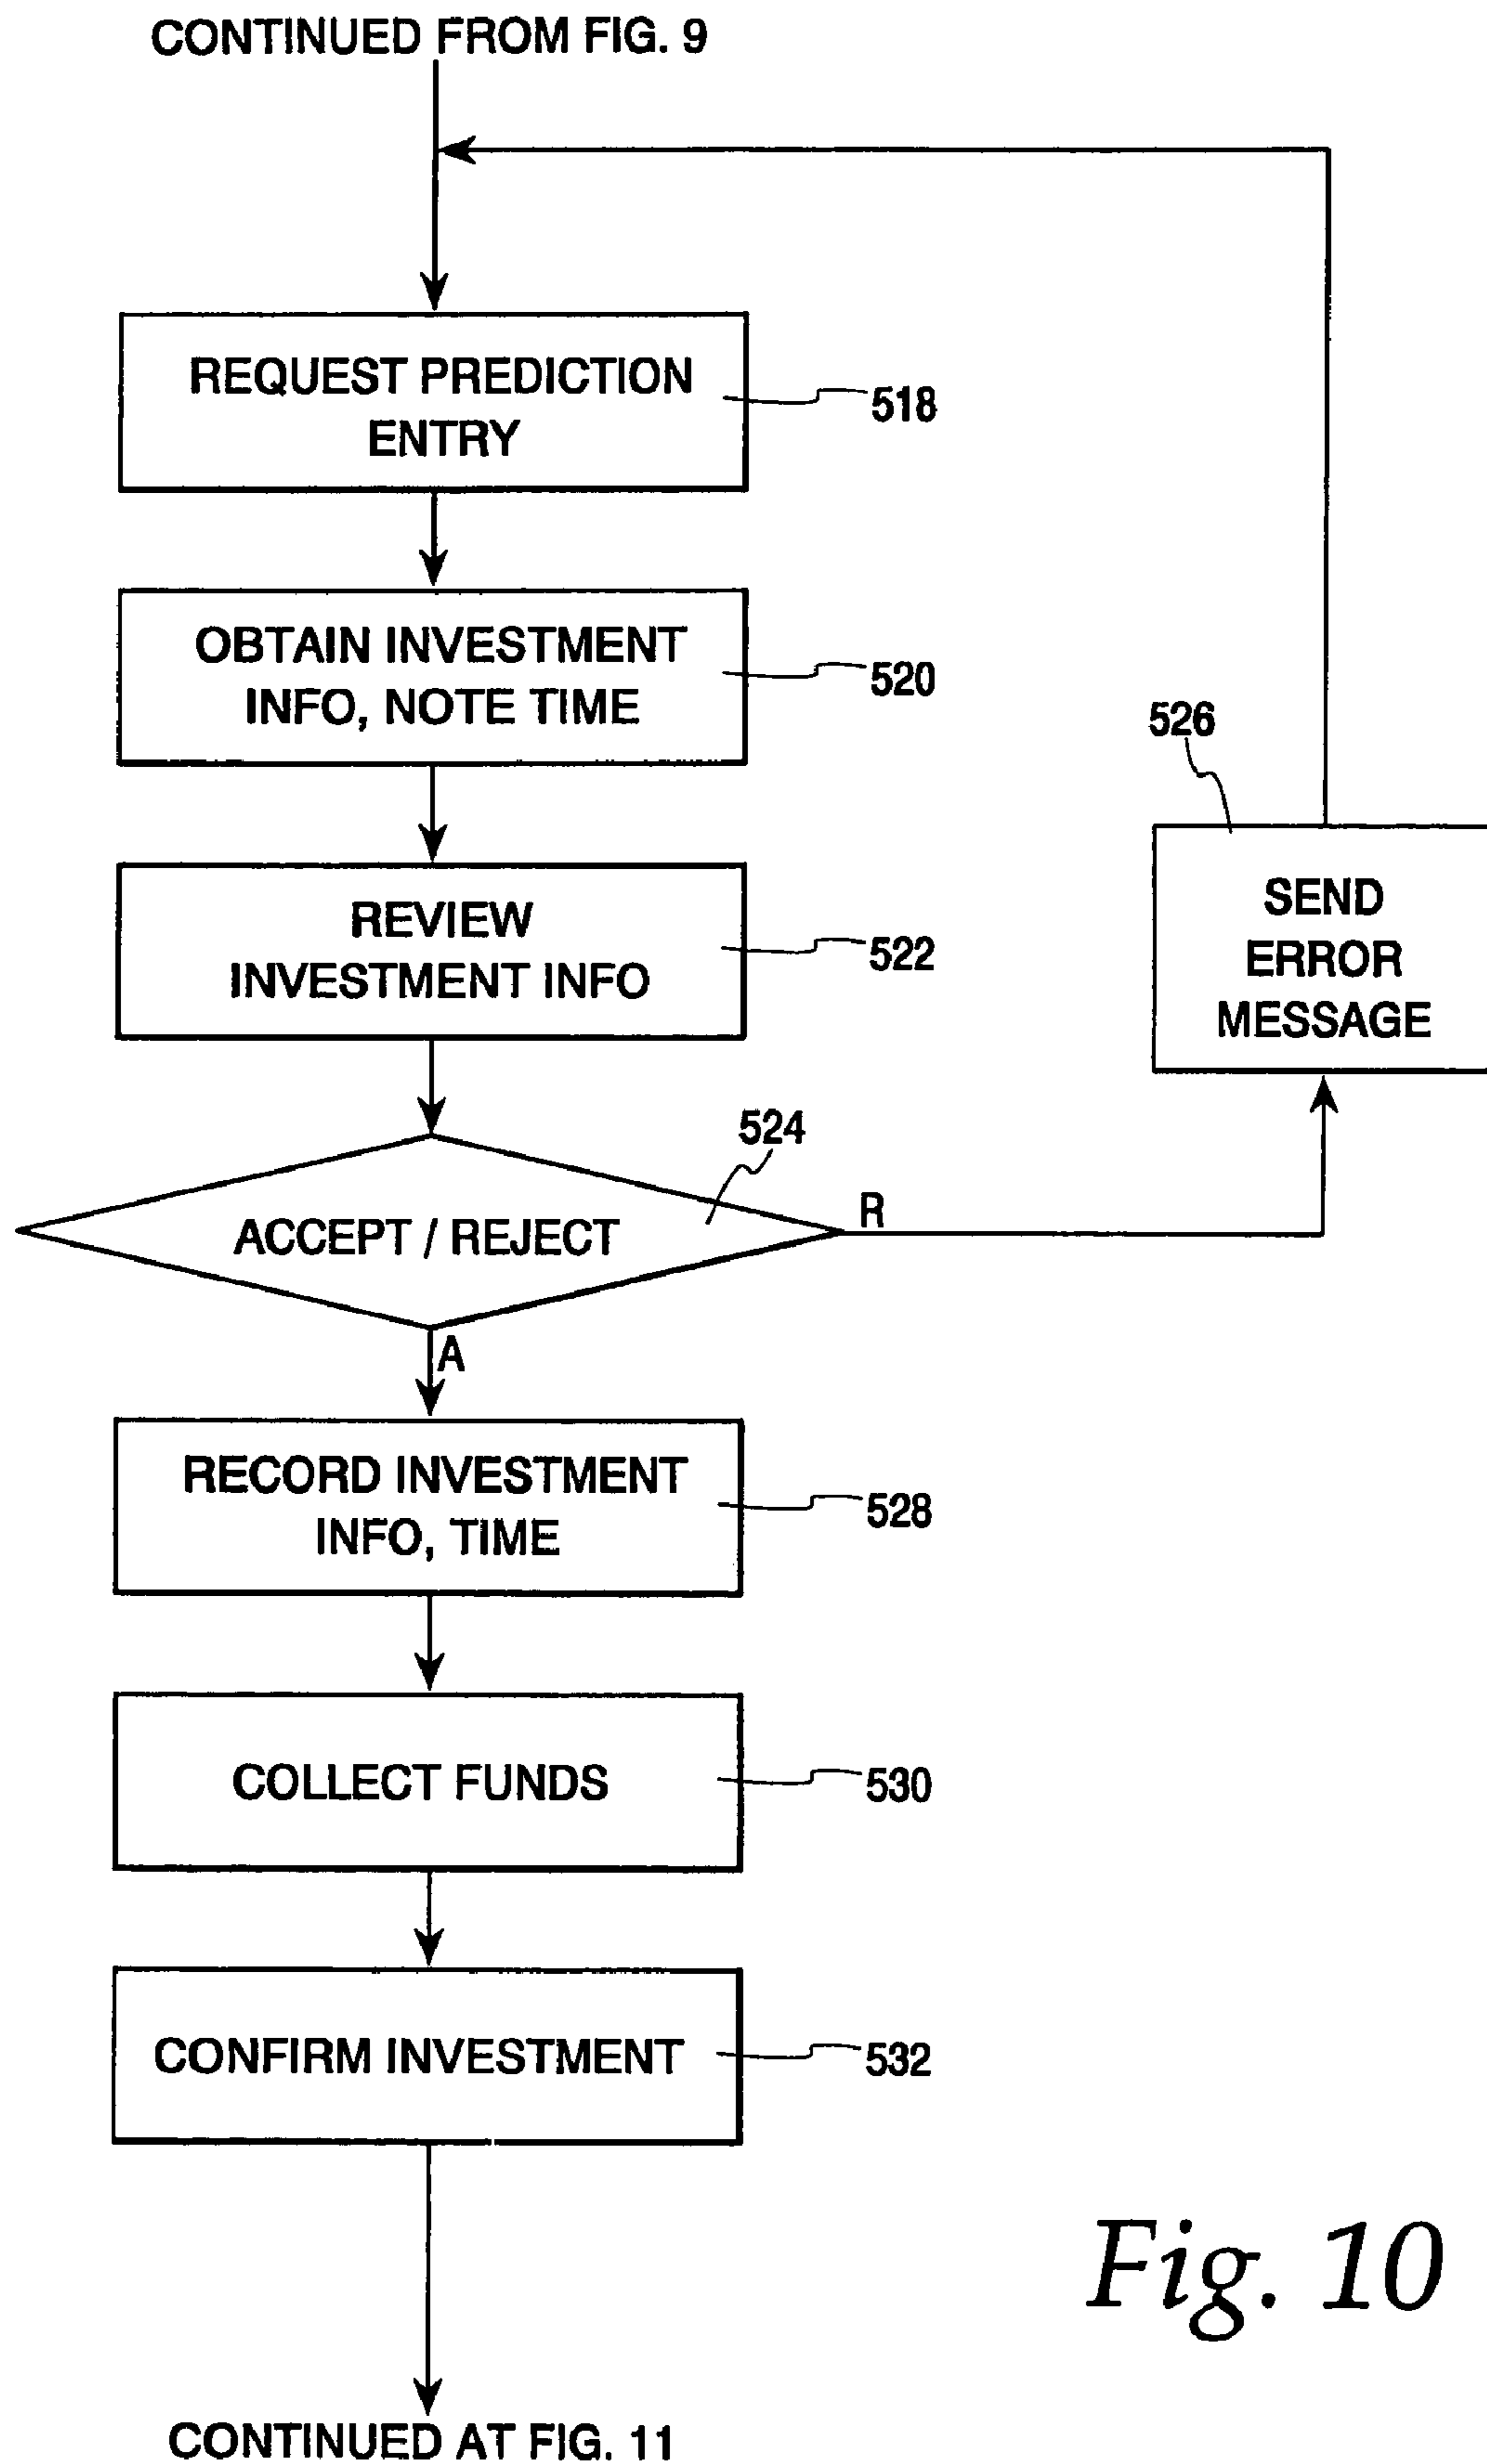 CONTINUED FROM FIG. 9
REQUEST PREDICTION
ENTRY
518
OBTAIN INVESTMENT
INFO, NOTE TIME
520
526
SEND
ERROR
MESSAGE
REVIEW
INVESTMENT INFO
522
524
ACCEPT / REJECT
R
A
RECORD INVESTMENT
INFO, TIME
528
COLLECT FUNDS
530
CONFIRM INVESTMENT
532
Fig. 10
CONTINUED AT FIG. 11